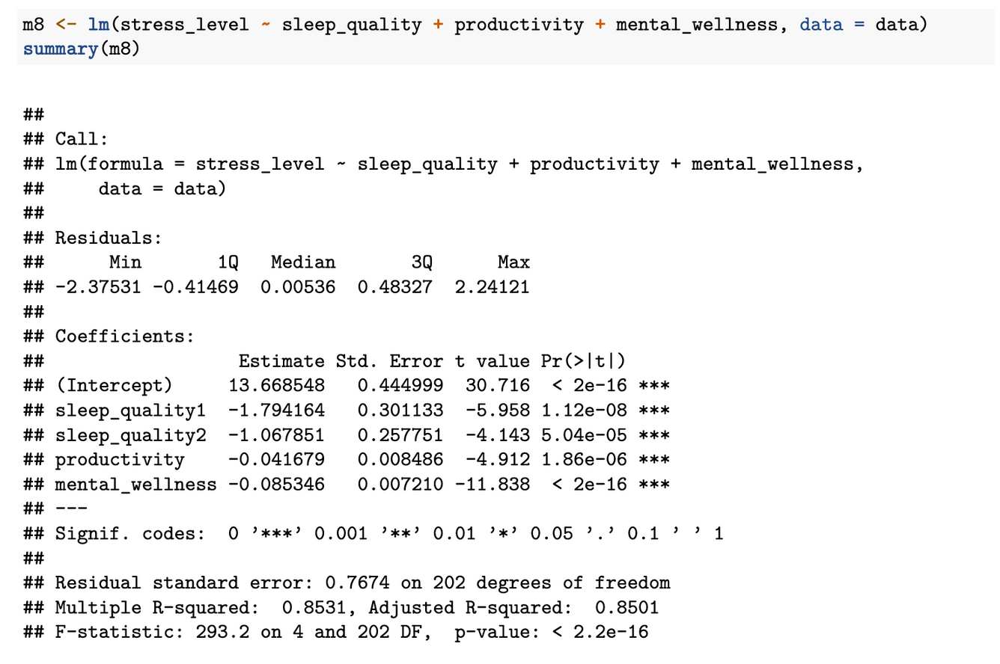 m8 <- lm(stress_level ~ sleep_quality + productivity + mental_wellness, data = data)
summary(m8)
##
## Call:
## lm(formula = stress_level ~ sleep_quality + productivity + mental_wellness,
##     data = data)
##
## Residuals:
##      Min       1Q   Median       3Q      Max
## -2.37531 -0.41469  0.00536  0.48327  2.24121
##
## Coefficients:
##                 Estimate Std. Error t value Pr(>|t|)
## (Intercept)    13.668548   0.444999  30.716  < 2e-16 ***
## sleep_quality1 -1.794164   0.301133  -5.958 1.12e-08 ***
## sleep_quality2 -1.067851   0.257751  -4.143 5.04e-05 ***
## productivity   -0.041679   0.008486  -4.912 1.86e-06 ***
## mental_wellness -0.085346   0.007210 -11.838  < 2e-16 ***
## ---
## Signif. codes:  0 ’***’ 0.001 ’**’ 0.01 ’*’ 0.05 ’.’ 0.1 ’ ’ 1
##
## Residual standard error: 0.7674 on 202 degrees of freedom
## Multiple R-squared:  0.8531, Adjusted R-squared:  0.8501
## F-statistic: 293.2 on 4 and 202 DF,  p-value: < 2.2e-16